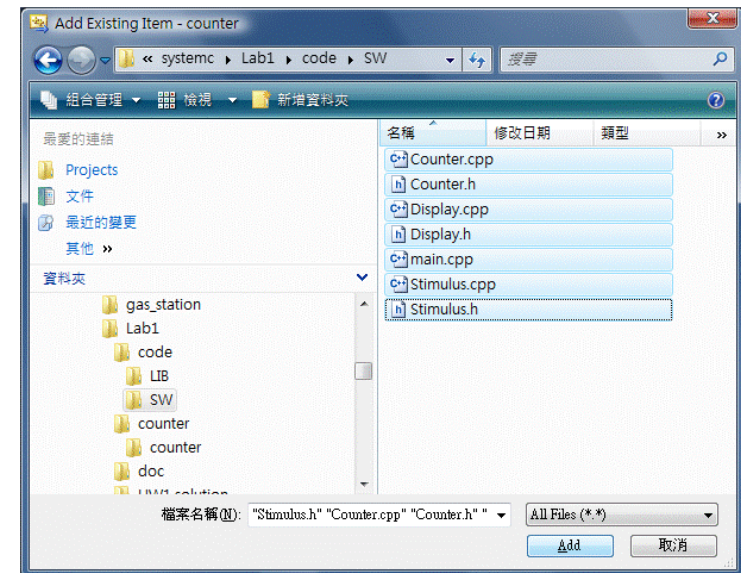 Add Existing Item - counter
« systemc Lab1 code SW 搜尋
組合管理 檢視 新增資料夾
最愛的連結
Projects
文件
最近的變更
其他 »
資料夾
gas_station
Lab1
code
LIB
SW
counter
counter
doc
HW1 solution
名稱 修改日期 類型 »
Counter.cpp
Counter.h
Display.cpp
Display.h
main.cpp
Stimulus.cpp
Stimulus.h
檔案名稱(N): "Stimulus.h" "Counter.cpp" "Counter.h" " All Files (*.*)
Add 取消